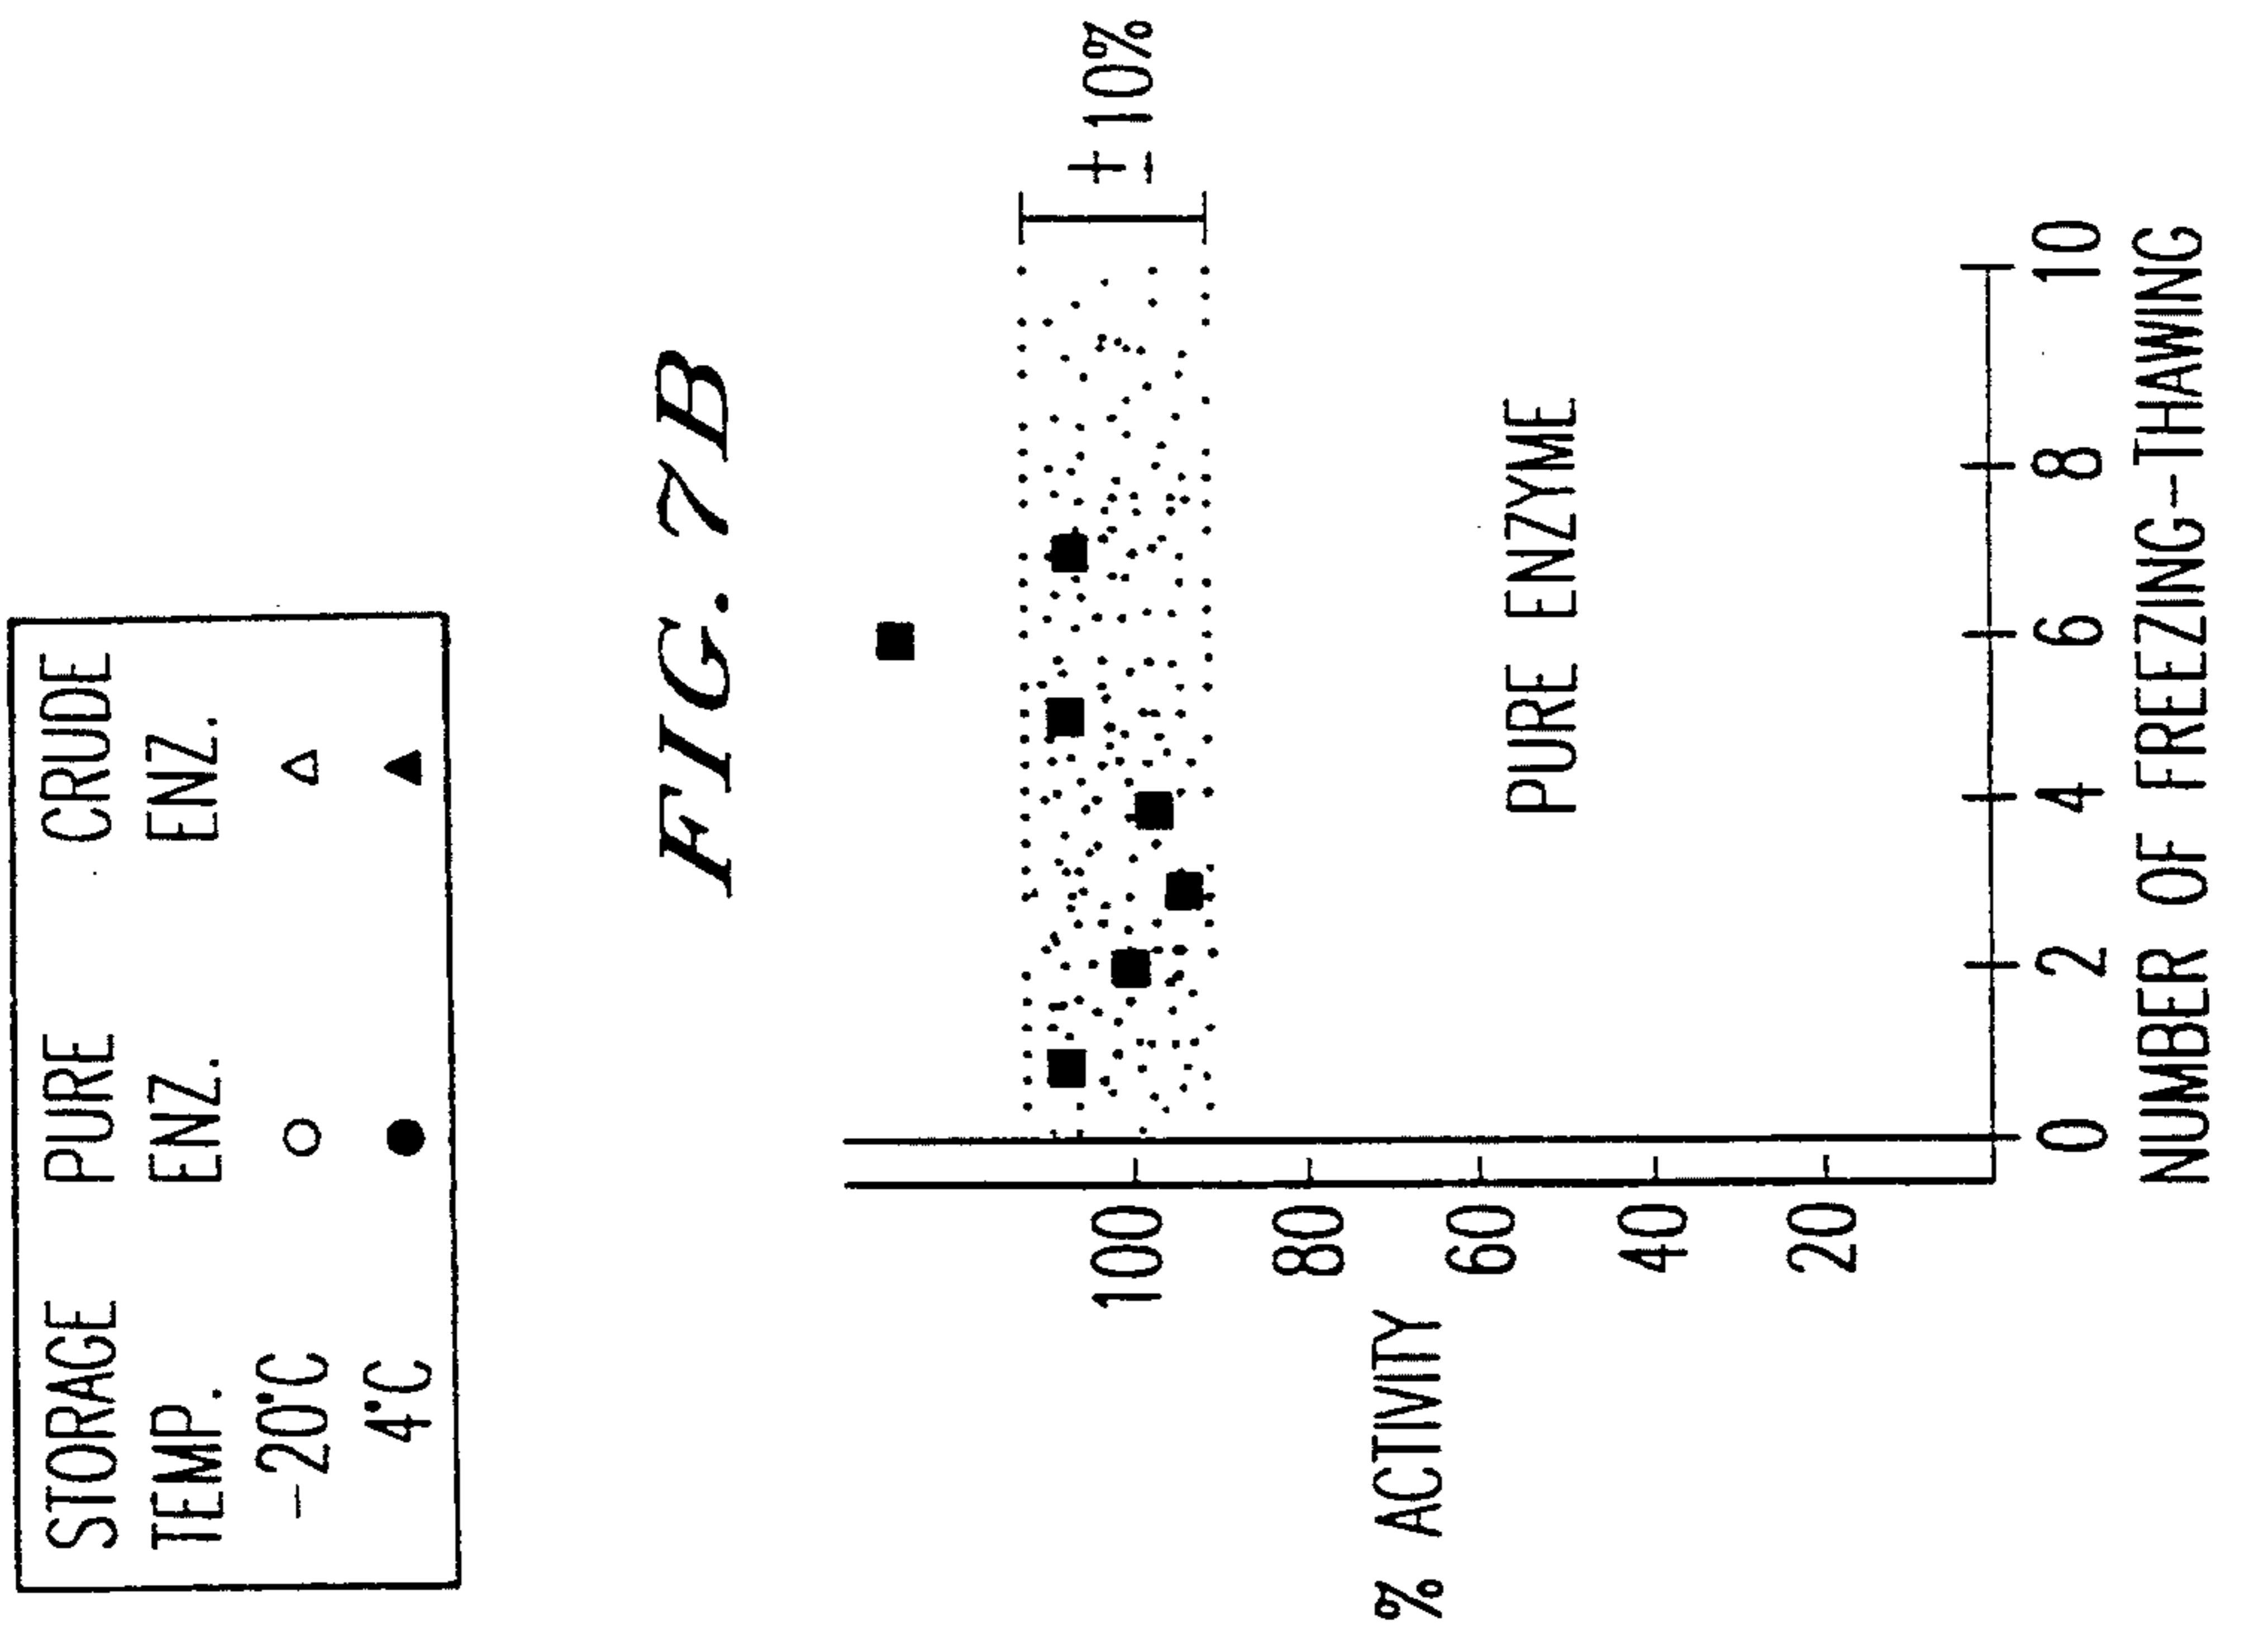 STORAGE PURE CRUDE
TEMP. ENZ. ENZ.
-20°C
4°C
FIG. 7B
±10%
100
80
60
40
20
% ACTIVITY
PURE ENZYME
0 2 4 6 8 10
NUMBER OF FREEZING-THAWING